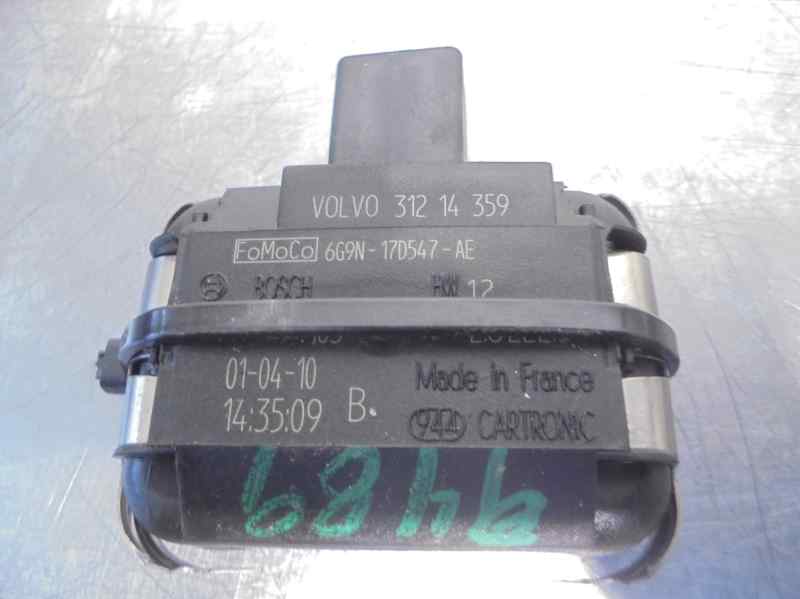 VOLVO 312 14 359
FoMoCo 6G9N-17D547-AE
BOSCH HW 12
01-04-10 Made in France
14:35:09 B. 944 CARTRONIC